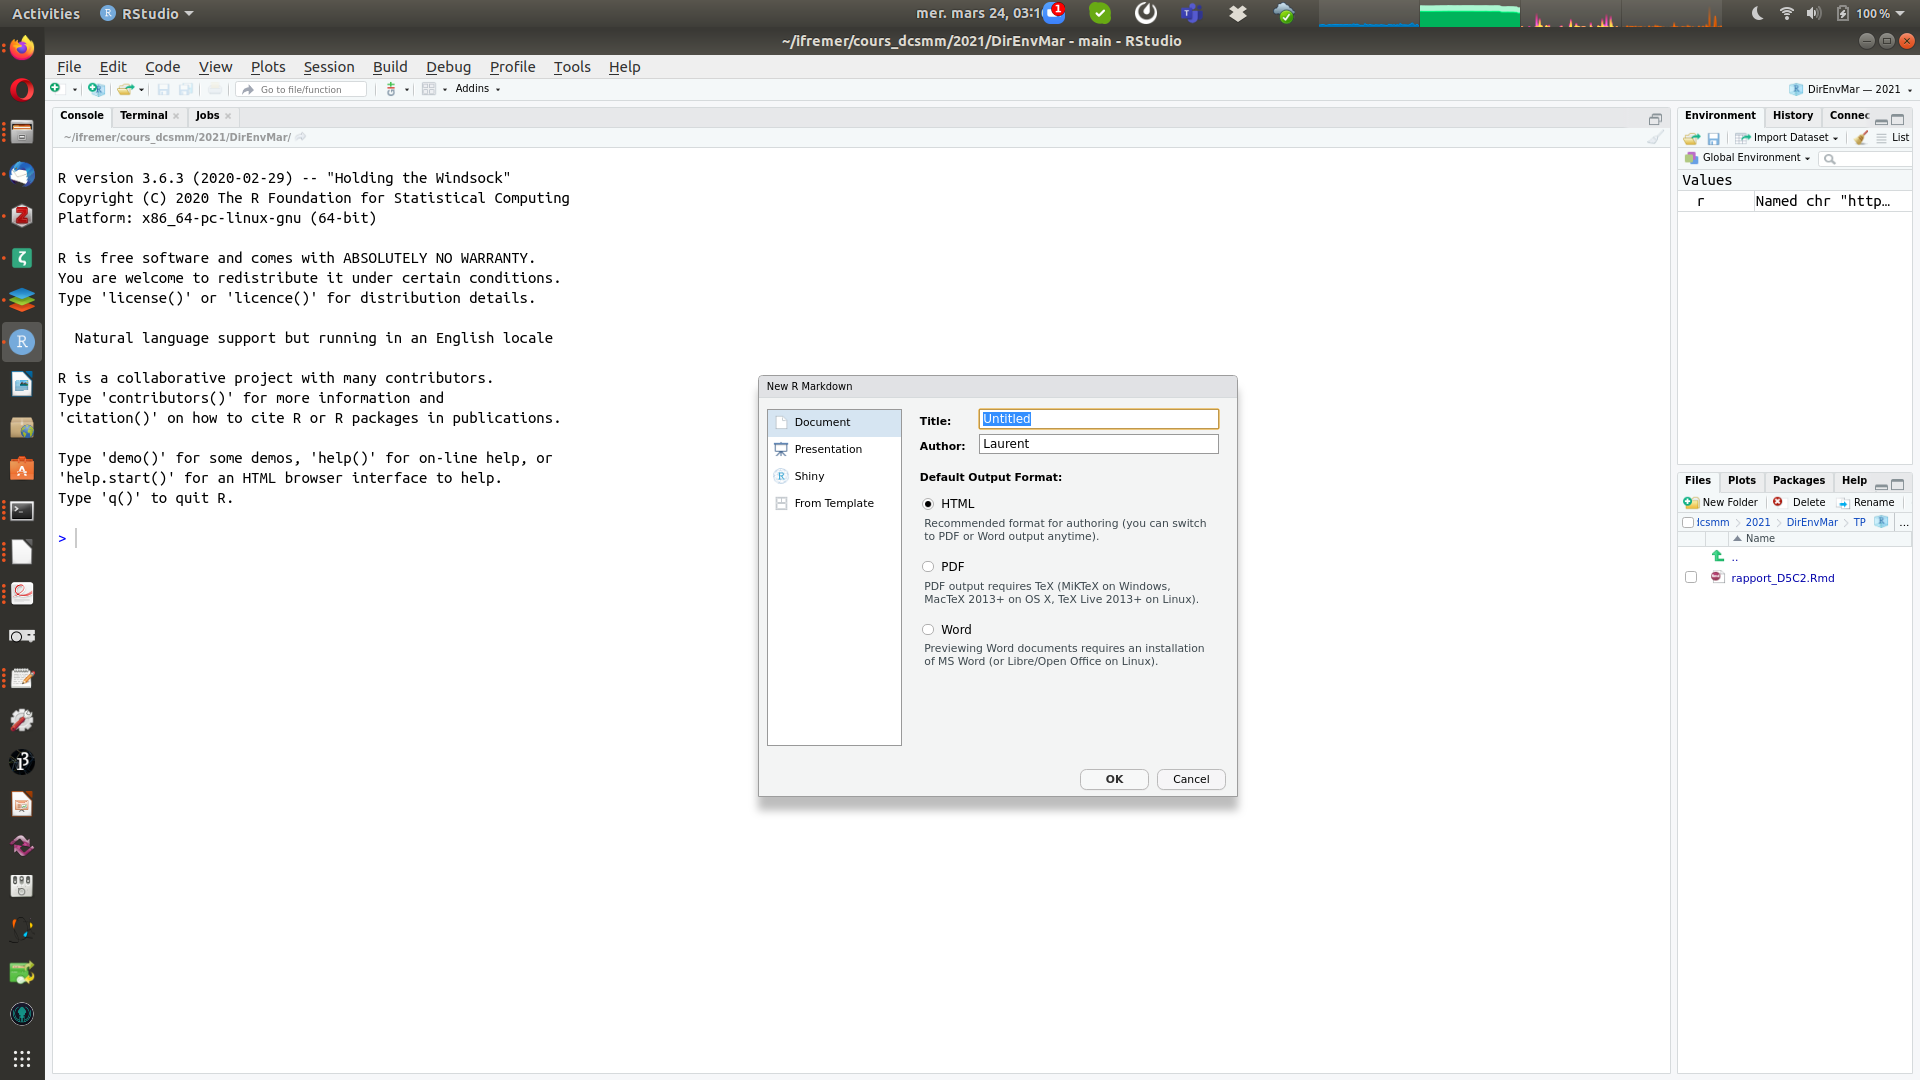 Activities
RStudio
mer. mars 24, 03:1
1
100 %
~/ifremer/cours_dcsmm/2021/DirEnvMar - main - RStudio
File Edit Code View Plots Session Build Debug Profile Tools Help
Go to file/function
Addins
DirEnvMar — 2021
Console Terminal Jobs
~/ifremer/cours_dcsmm/2021/DirEnvMar/
R version 3.6.3 (2020-02-29) -- "Holding the Windsock"
Copyright (C) 2020 The R Foundation for Statistical Computing
Platform: x86_64-pc-linux-gnu (64-bit)
R is free software and comes with ABSOLUTELY NO WARRANTY.
You are welcome to redistribute it under certain conditions.
Type 'license()' or 'licence()' for distribution details.
Natural language support but running in an English locale
R is a collaborative project with many contributors.
Type 'contributors()' for more information and
'citation()' on how to cite R or R packages in publications.
Type 'demo()' for some demos, 'help()' for on-line help, or
'help.start()' for an HTML browser interface to help.
Type 'q()' to quit R.
>
New R Markdown
Document
Presentation
Shiny
From Template
Title: Untitled
Author: Laurent
Default Output Format:
HTML
Recommended format for authoring (you can switch
to PDF or Word output anytime).
PDF
PDF output requires TeX (MiKTeX on Windows,
MacTeX 2013+ on OS X, TeX Live 2013+ on Linux).
Word
Previewing Word documents requires an installation
of MS Word (or Libre/Open Office on Linux).
OK
Cancel
Environment History Connec
Import Dataset
List
Global Environment
Values
r Named chr "http…
Files Plots Packages Help
New Folder Delete Rename
dcsmm 2021 DirEnvMar TP ...
Name
..
rapport_D5C2.Rmd